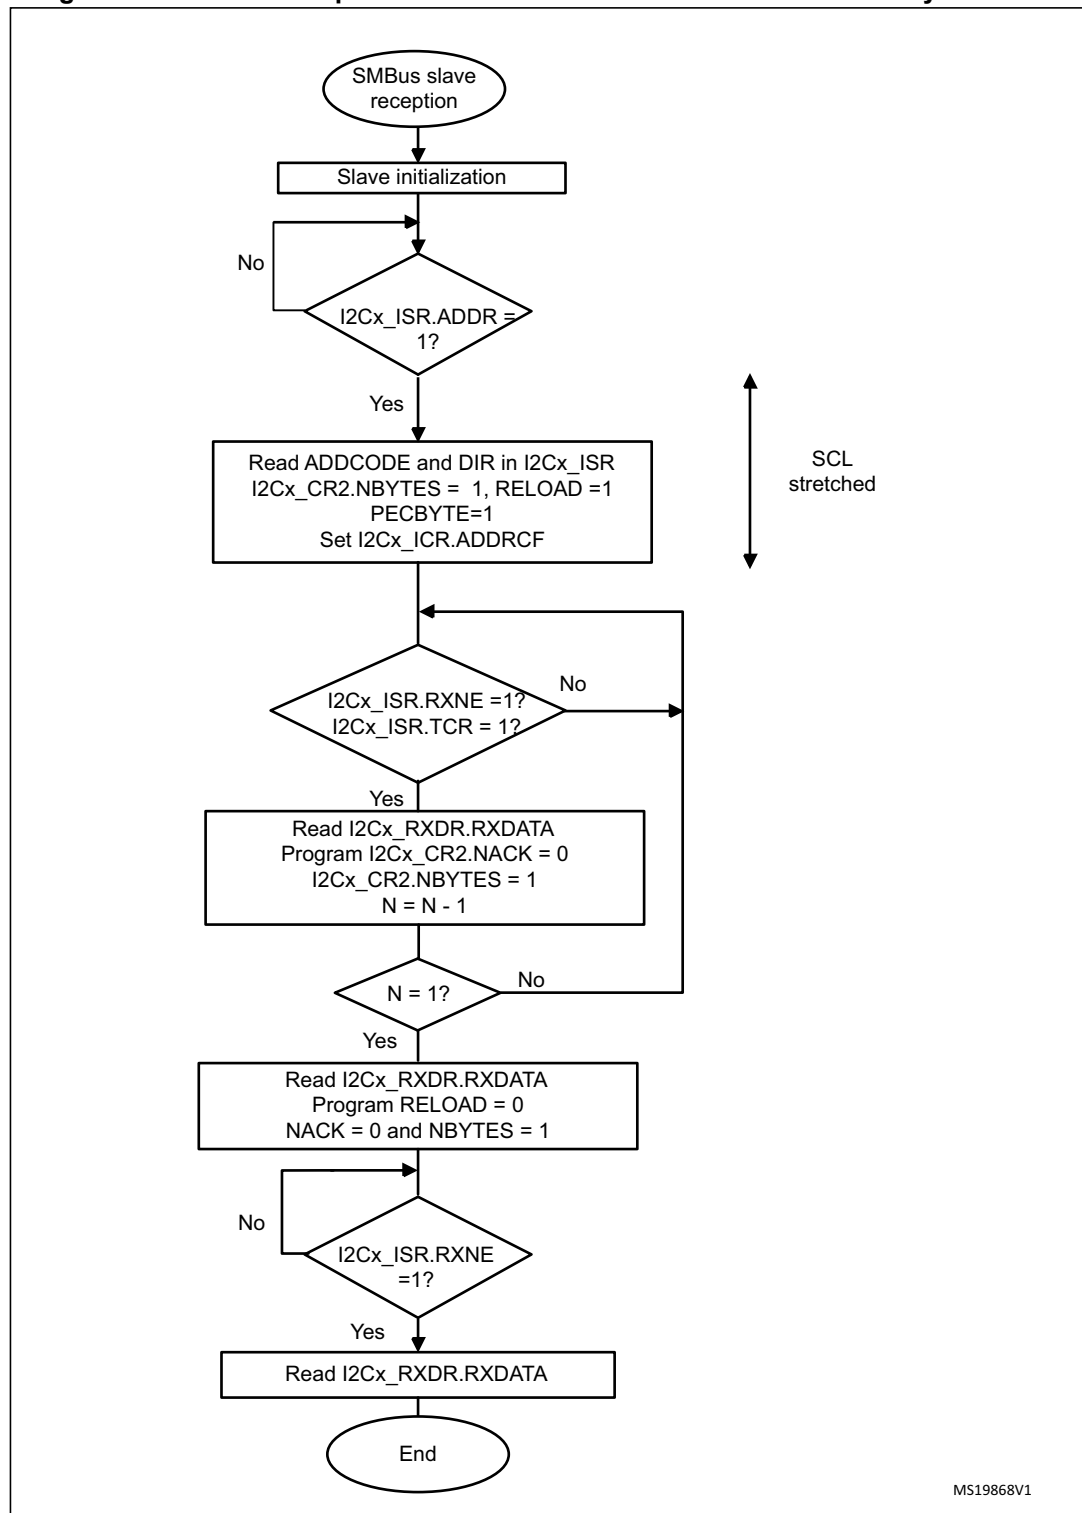 SMBus slave
reception
Slave initialization
No
I2Cx_ISR.ADDR =
1?
Yes
SCL
stretched
Read ADDCODE and DIR in I2Cx_ISR
I2Cx_CR2.NBYTES = 1, RELOAD =1
PECBYTE=1
Set I2Cx_ICR.ADDRCF
I2Cx_ISR.RXNE =1?
I2Cx_ISR.TCR = 1?
No
Yes
Read I2Cx_RXDR.RXDATA
Program I2Cx_CR2.NACK = 0
I2Cx_CR2.NBYTES = 1
N = N - 1
N = 1?
No
Yes
Read I2Cx_RXDR.RXDATA
Program RELOAD = 0
NACK = 0 and NBYTES = 1
No
I2Cx_ISR.RXNE
=1?
Yes
Read I2Cx_RXDR.RXDATA
End
MS19868V1